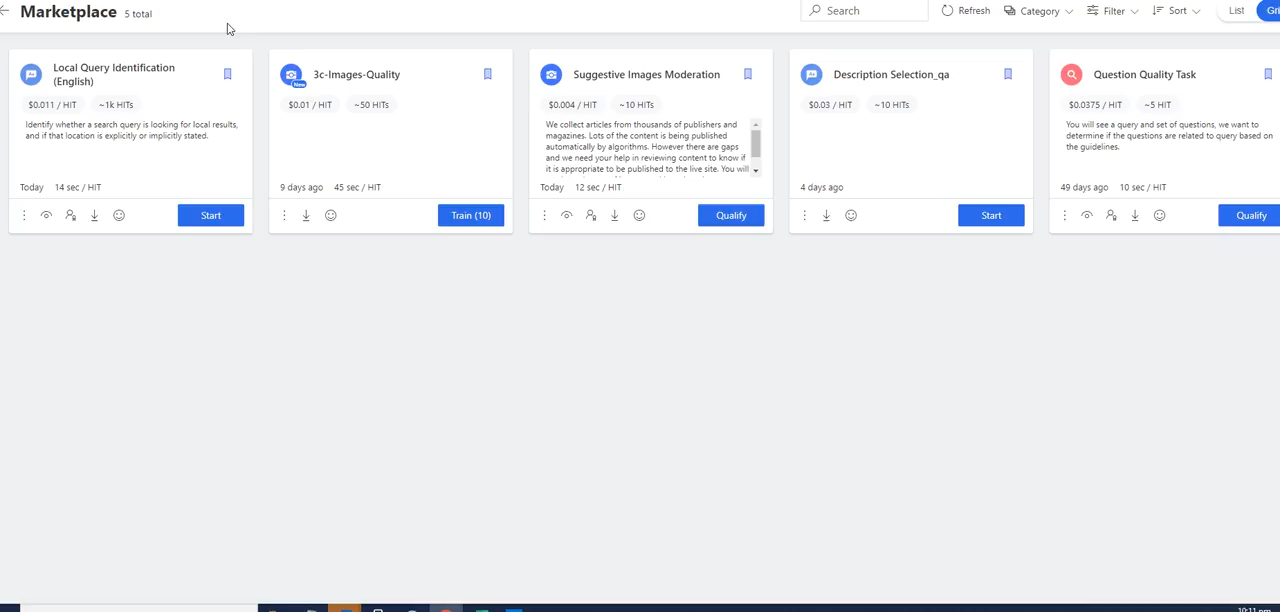 Marketplace 5 total
Search
Refresh
Category
Filter
Sort
List
Gri
Local Query Identification
(English)
$0.011 / HIT ~1k HITs
Identify whether a search query is looking for local results,
and if that location is explicitly or implicitly stated.
Today 14 sec / HIT
Start
3c-Images-Quality
New
$0.01 / HIT ~50 HITs
9 days ago 45 sec / HIT
Train (10)
Suggestive Images Moderation
$0.004 / HIT ~10 HITs
We collect articles from thousands of publishers and
magazines. Lots of the content is being published
automatically by algorithms. However there are gaps
and we need your help in reviewing content to know if
it is appropriate to be published to the live site. You will
Today 12 sec / HIT
Qualify
Description Selection_qa
$0.03 / HIT ~10 HITs
4 days ago
Start
Question Quality Task
$0.0375 / HIT ~5 HIT
You will see a query and set of questions, we want to
determine if the questions are related to query based on
the guidelines.
49 days ago 10 sec / HIT
Qualify
10:11 pm